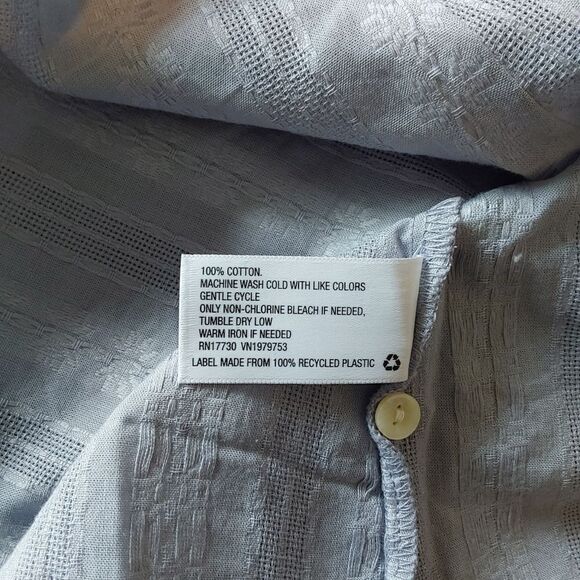 100% COTTON.
MACHINE WASH COLD WITH LIKE COLORS
GENTLE CYCLE
ONLY NON-CHLORINE BLEACH IF NEEDED,
TUMBLE DRY LOW
WARM IRON IF NEEDED
RN17730 VN1979753
LABEL MADE FROM 100% RECYCLED PLASTIC